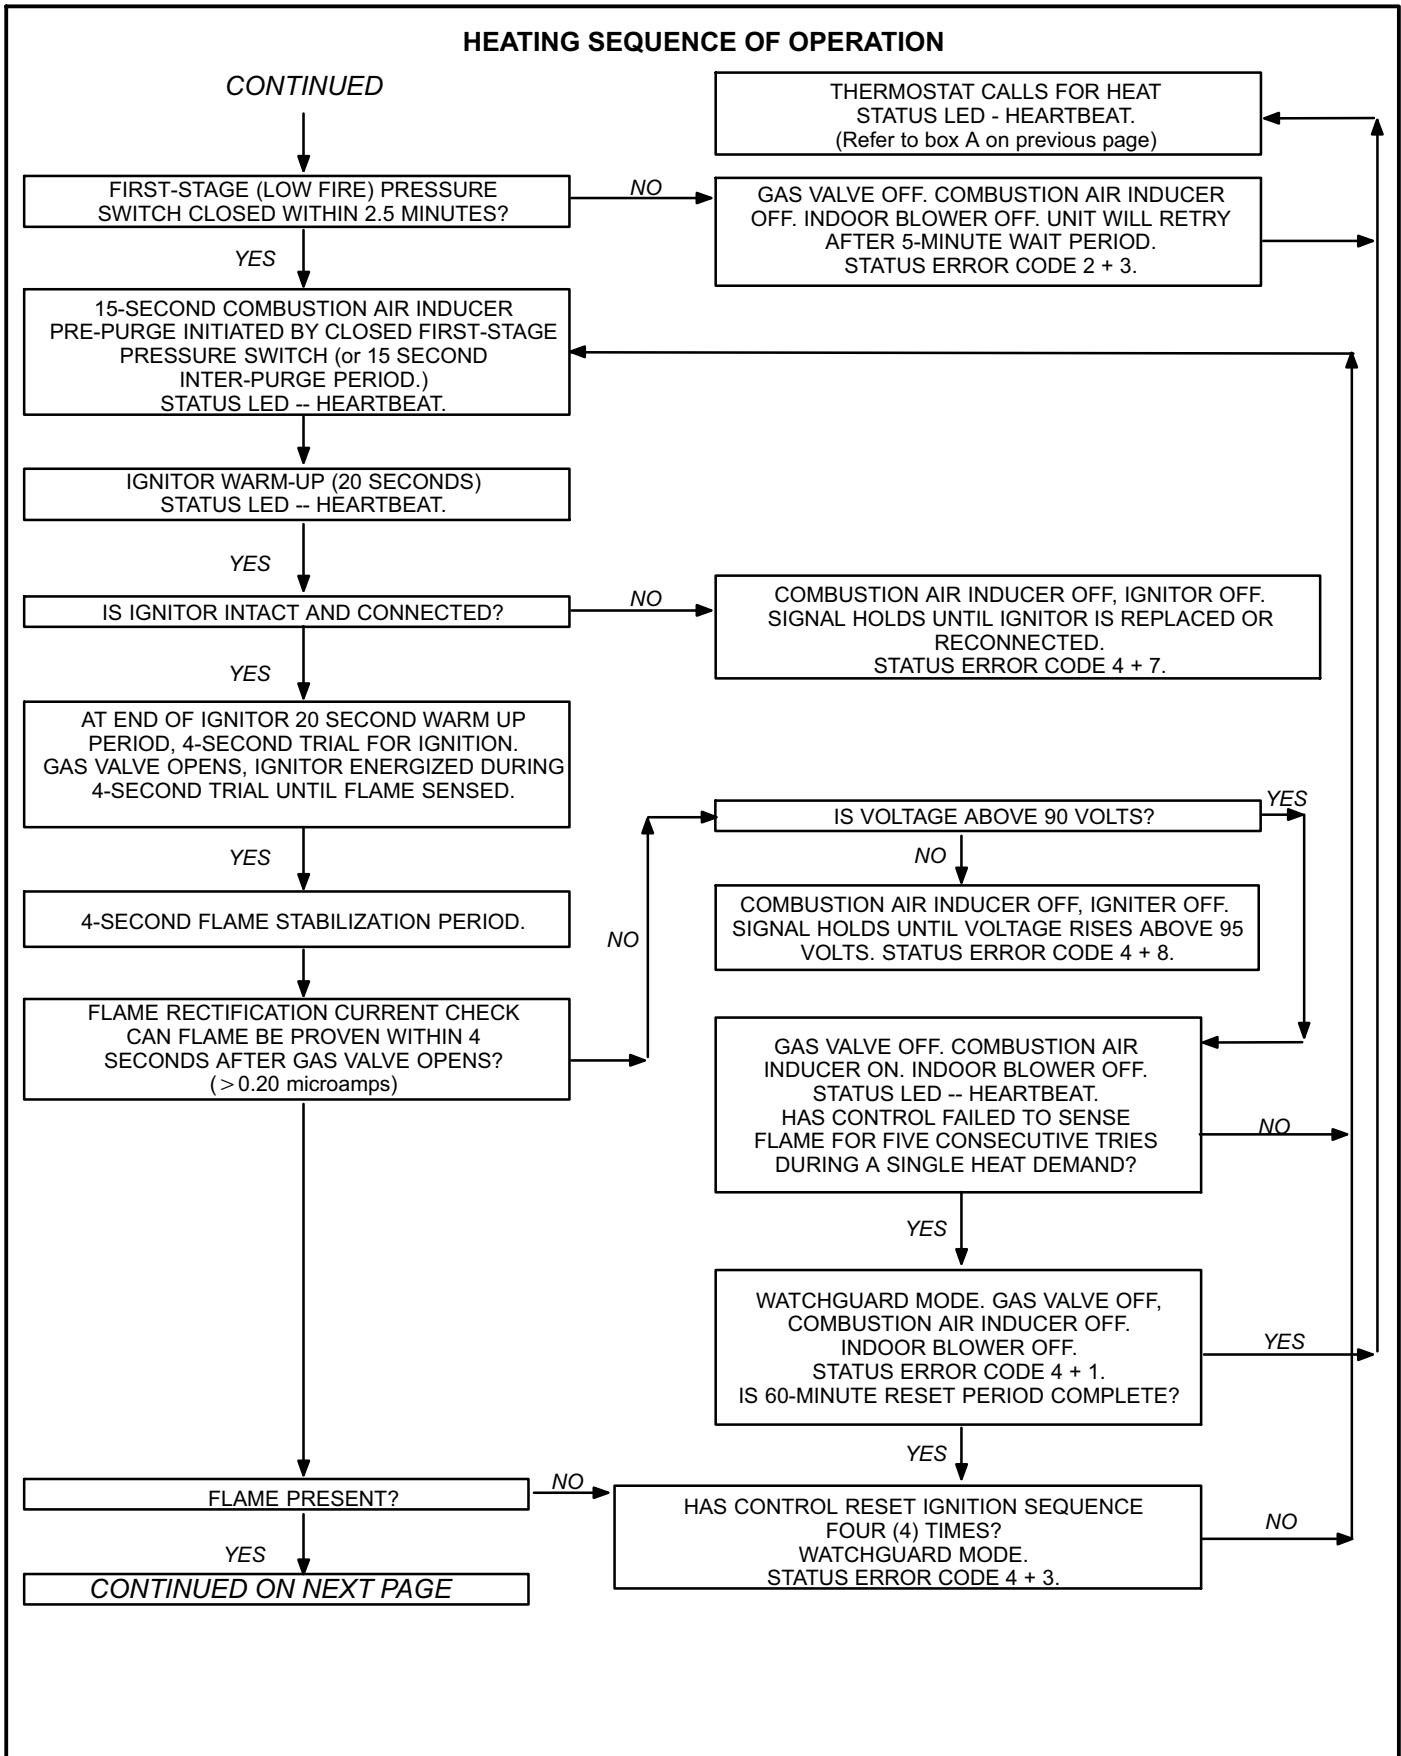 HEATING SEQUENCE OF OPERATION
CONTINUED
THERMOSTAT CALLS FOR HEAT
STATUS LED - HEARTBEAT.
(Refer to box A on previous page)
FIRST-STAGE (LOW FIRE) PRESSURE
SWITCH CLOSED WITHIN 2.5 MINUTES?
NO
GAS VALVE OFF. COMBUSTION AIR INDUCER
OFF. INDOOR BLOWER OFF. UNIT WILL RETRY
AFTER 5-MINUTE WAIT PERIOD.
STATUS ERROR CODE 2 + 3.
YES
15-SECOND COMBUSTION AIR INDUCER
PRE-PURGE INITIATED BY CLOSED FIRST-STAGE
PRESSURE SWITCH (or 15 SECOND
INTER-PURGE PERIOD.)
STATUS LED -- HEARTBEAT.
IGNITOR WARM-UP (20 SECONDS)
STATUS LED -- HEARTBEAT.
YES
IS IGNITOR INTACT AND CONNECTED?
NO
COMBUSTION AIR INDUCER OFF, IGNITOR OFF.
SIGNAL HOLDS UNTIL IGNITOR IS REPLACED OR
RECONNECTED.
STATUS ERROR CODE 4 + 7.
YES
AT END OF IGNITOR 20 SECOND WARM UP
PERIOD, 4-SECOND TRIAL FOR IGNITION.
GAS VALVE OPENS, IGNITOR ENERGIZED DURING
4-SECOND TRIAL UNTIL FLAME SENSED.
YES
4-SECOND FLAME STABILIZATION PERIOD.
FLAME RECTIFICATION CURRENT CHECK
CAN FLAME BE PROVEN WITHIN 4
SECONDS AFTER GAS VALVE OPENS?
(>0.20 microamps)
NO
IS VOLTAGE ABOVE 90 VOLTS?
YES
NO
COMBUSTION AIR INDUCER OFF, IGNITER OFF.
SIGNAL HOLDS UNTIL VOLTAGE RISES ABOVE 95
VOLTS. STATUS ERROR CODE 4 + 8.
GAS VALVE OFF. COMBUSTION AIR
INDUCER ON. INDOOR BLOWER OFF.
STATUS LED -- HEARTBEAT.
HAS CONTROL FAILED TO SENSE
FLAME FOR FIVE CONSECUTIVE TRIES
DURING A SINGLE HEAT DEMAND?
NO
YES
WATCHGUARD MODE. GAS VALVE OFF,
COMBUSTION AIR INDUCER OFF.
INDOOR BLOWER OFF.
STATUS ERROR CODE 4 + 1.
IS 60-MINUTE RESET PERIOD COMPLETE?
YES
YES
FLAME PRESENT?
NO
HAS CONTROL RESET IGNITION SEQUENCE
FOUR (4) TIMES?
WATCHGUARD MODE.
STATUS ERROR CODE 4 + 3.
NO
YES
CONTINUED ON NEXT PAGE